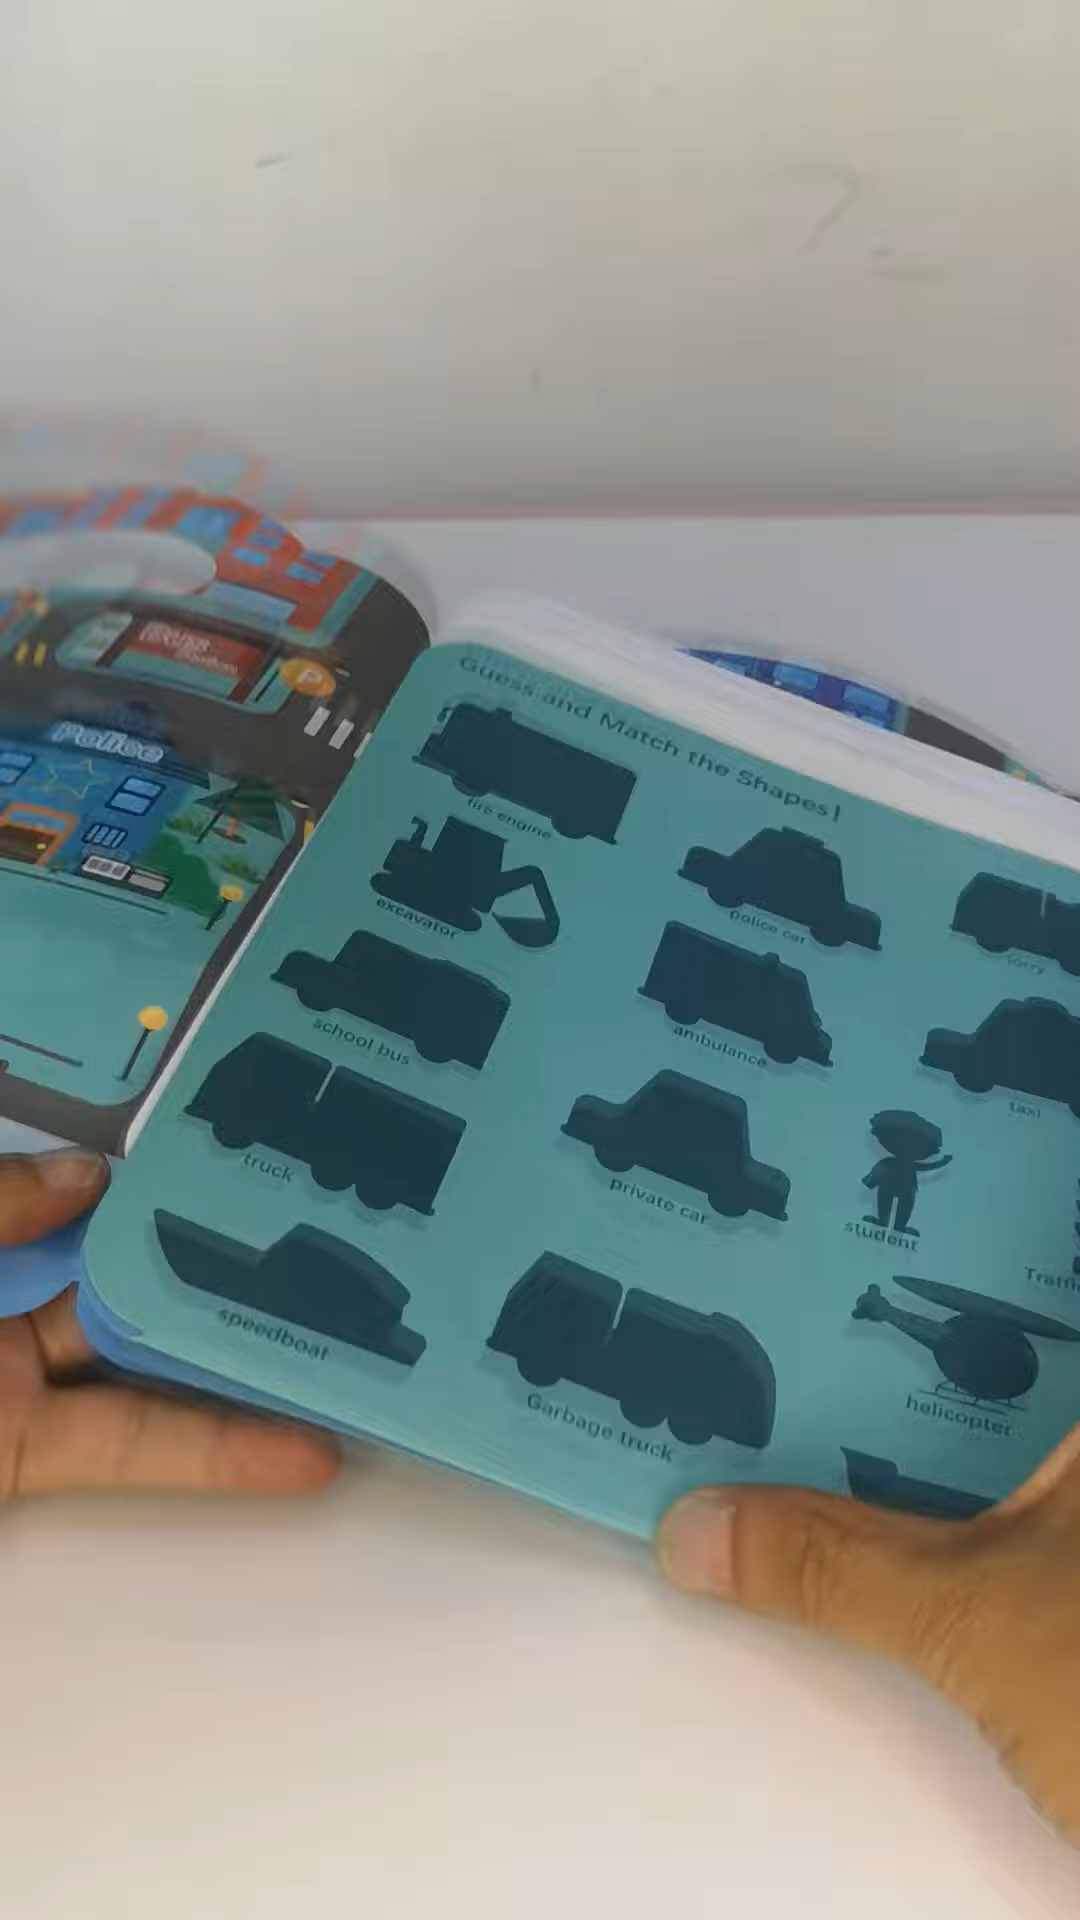 Police
P
Guess and Match the Shapes!
fire engine
police car
lorry
excavator
ambulance
taxi
school bus
truck
private car
student
speedboat
Garbage truck
helicopter